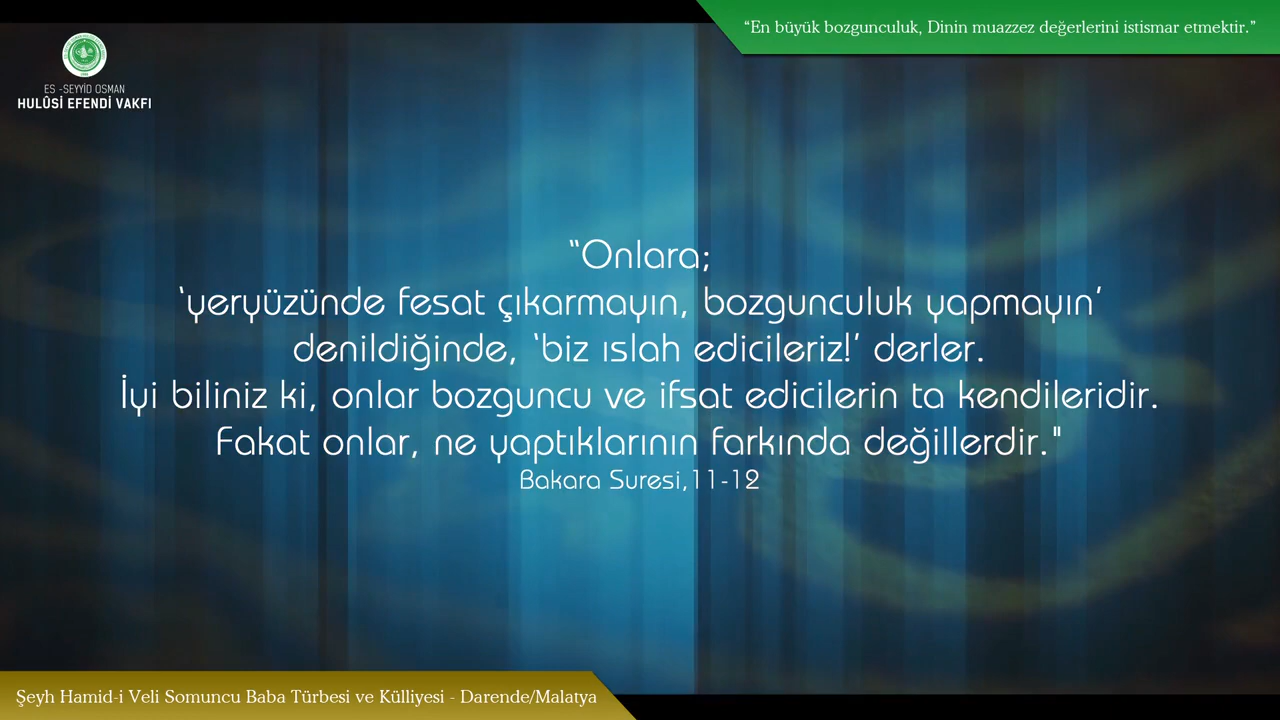 “En büyük bozgunculuk, Dinin muazzez değerlerini istismar etmektir.”
ES -SEYYİD OSMAN
HULÛSİ EFENDİ VAKFI
“Onlara;
‘yeryüzünde fesat çıkarmayın, bozgunculuk yapmayın’
denildiğinde, ‘biz ıslah edicileriz!’ derler.
İyi biliniz ki, onlar bozguncu ve ifsat edicilerin ta kendileridir.
Fakat onlar, ne yaptıklarının farkında değillerdir."
Bakara Suresi,11-12
Şeyh Hamid-i Veli Somuncu Baba Türbesi ve Külliyesi - Darende/Malatya